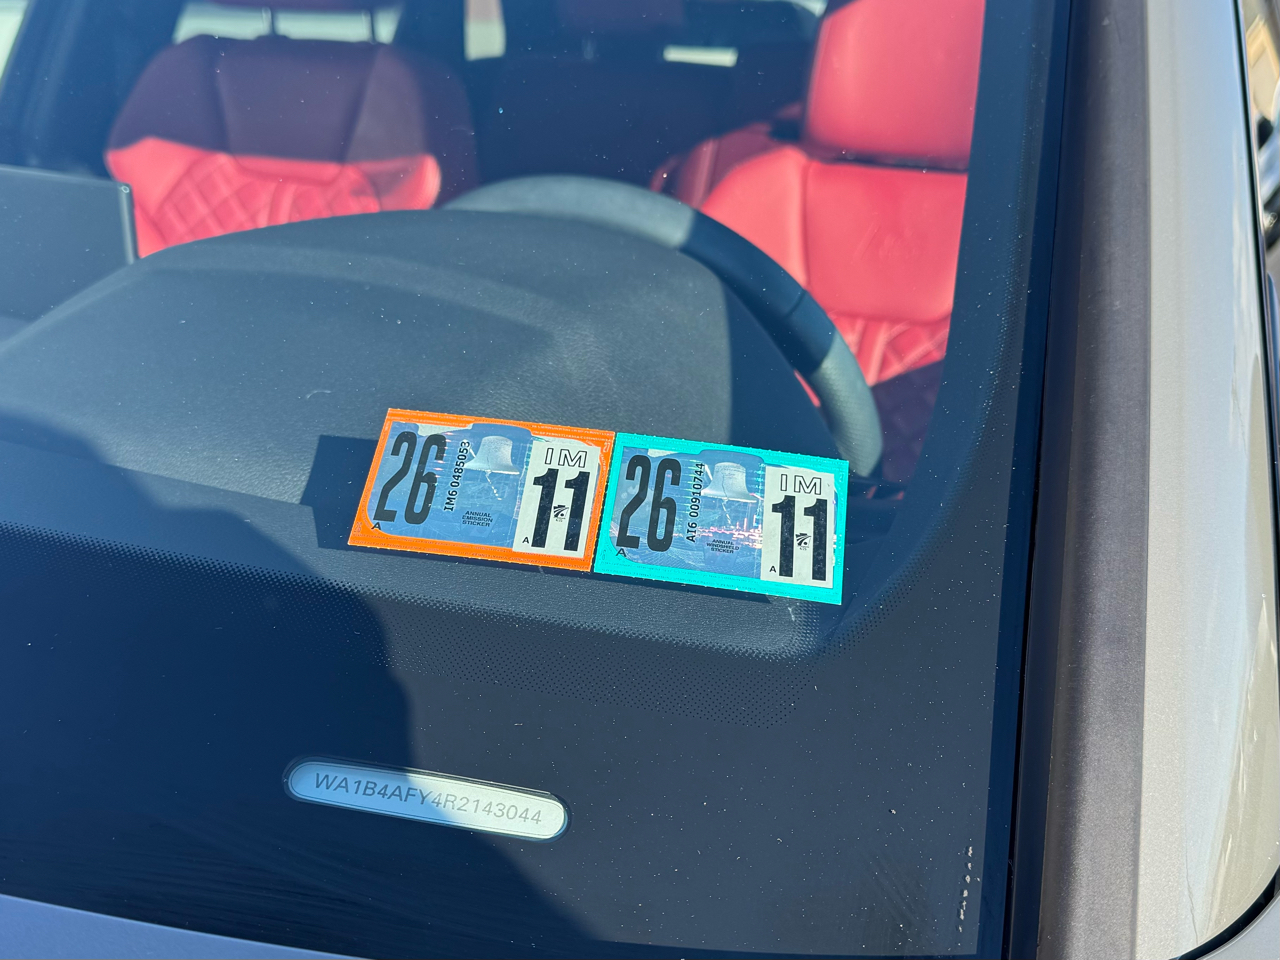 26
IM6 0485053
ANNUAL
EMISSION
STICKER
A
IM
11
A
26
AI6 00910744
ANNUAL
WINDSHIELD
STICKER
A
IM
11
A
WA1B4AFY4R2143044